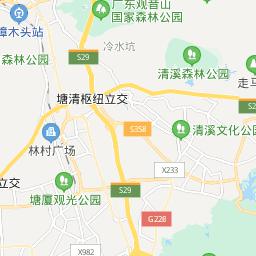 广东观音山
国家森林公园
樟木头站
冷水坑
森林公园
S29
清溪森林公园
走马
塘清枢纽立交
S358
清溪文化公园
林村广场
X233
立交
S29
塘厦观光公园
G228
X982